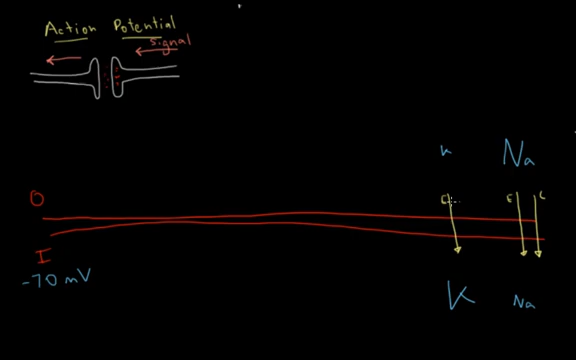 Action Potential
signal
K Na
O
E E C
I
-70 mV
K Na